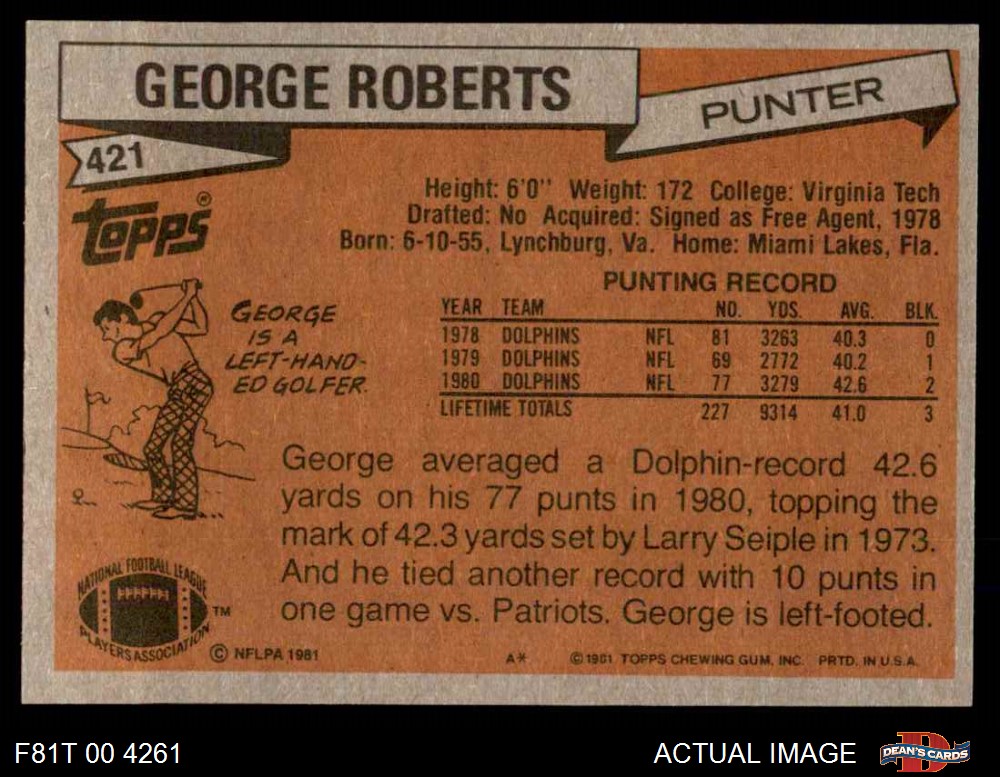 GEORGE ROBERTS
PUNTER
421
Topps®
Height: 6'0" Weight: 172 College: Virginia Tech
Drafted: No Acquired: Signed as Free Agent, 1978
Born: 6-10-55, Lynchburg, Va. Home: Miami Lakes, Fla.
GEORGE
IS A
LEFT-HAND-
ED GOLFER.
PUNTING RECORD
YEAR TEAM NO. YDS. AVG. BLK.
1978 DOLPHINS NFL 81 3263 40.3 0
1979 DOLPHINS NFL 69 2772 40.2 1
1980 DOLPHINS NFL 77 3279 42.6 2
LIFETIME TOTALS 227 9314 41.0 3
George averaged a Dolphin-record 42.6
yards on his 77 punts in 1980, topping the
mark of 42.3 yards set by Larry Seiple in 1973.
And he tied another record with 10 punts in
one game vs. Patriots. George is left-footed.
NATIONAL FOOTBALL LEAGUE
PLAYERS ASSOCIATION
TM
© NFLPA 1981
A* © 1981 TOPPS CHEWING GUM, INC. PRTD. IN U.S.A.
F81T 00 4261
ACTUAL IMAGE
D
DEAN'S CARDS